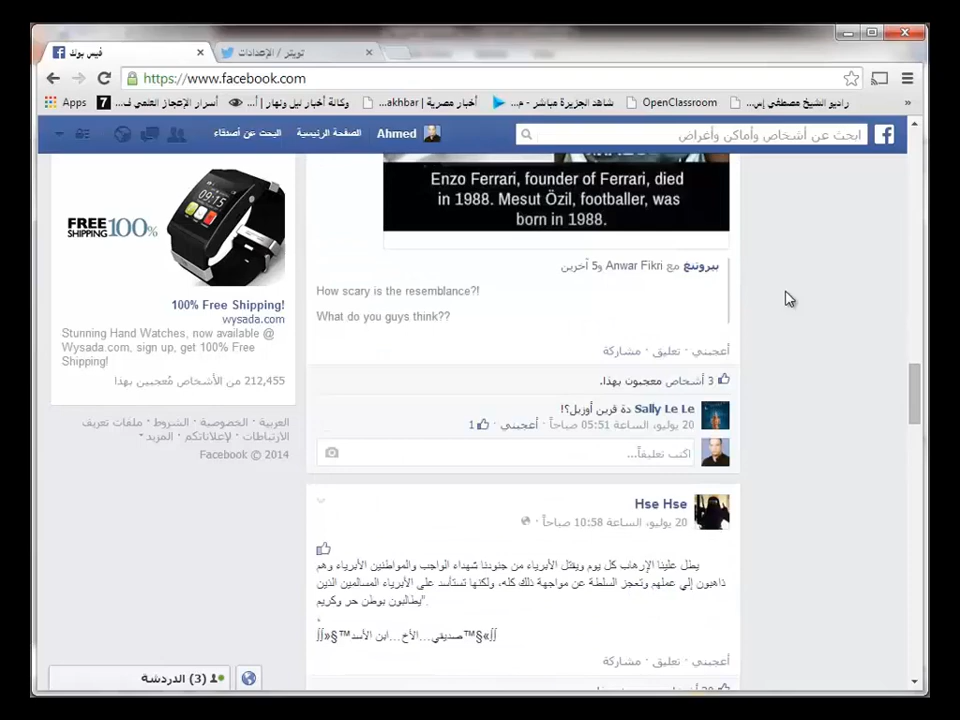 فيس بوك
تويتر / الإعدادات
https://www.facebook.com
Apps
أسرار الإعجاز العلمي ف...
وكالة أخبار نيل ونهار | أ...
أخبار مصرية | akhbar...
شاهد الجزيرة مباشر - م...
OpenClassroom
راديو الشيخ مصطفى إس...
»
البحث عن أصدقاء
الصفحة الرئيسية
Ahmed
ابحث عن أشخاص وأماكن وأغراض
FREE 100%
SHIPPING
09:15
100% Free Shipping!
wysada.com
Stunning Hand Watches, now available @
Wysada.com, sign up, get 100% Free
Shipping!
212,455 من الأشخاص مُعجبين بهذا
العربية · الخصوصية · الشروط · ملفات تعريف
الارتباطات · لإعلاناتكم · المزيد
Facebook © 2014
Enzo Ferrari, founder of Ferrari, died
in 1988. Mesut Özil, footballer, was
born in 1988.
مع Anwar Fikri و5 آخرين
How scary is the resemblance?!
What do you guys think??
أعجبني · تعليق · مشاركة
3 أشخاص معجبون بهذا.
Sally Le Le دة قرين أوزيل؟!
20 يوليو، الساعة 05:51 صباحاً · أعجبني · 1
اكتب تعليقاً...
Hse Hse
20 يوليو، الساعة 10:58 صباحاً ·
يطل علينا الإرهاب كل يوم ويقتل الأبرياء من جنودنا شهداء الواجب والمواطنين الأبرياء وهم
ذاهبون إلي عملهم وتعجز السلطة عن مواجهة ذلك كله، ولكنها تستأسد على الأبرياء المسالمين الذين
يطالبون بوطن حر وكريم".
صديقي...الأخ...ابن الأسد
أعجبني · تعليق · مشاركة
الدردشة (3)